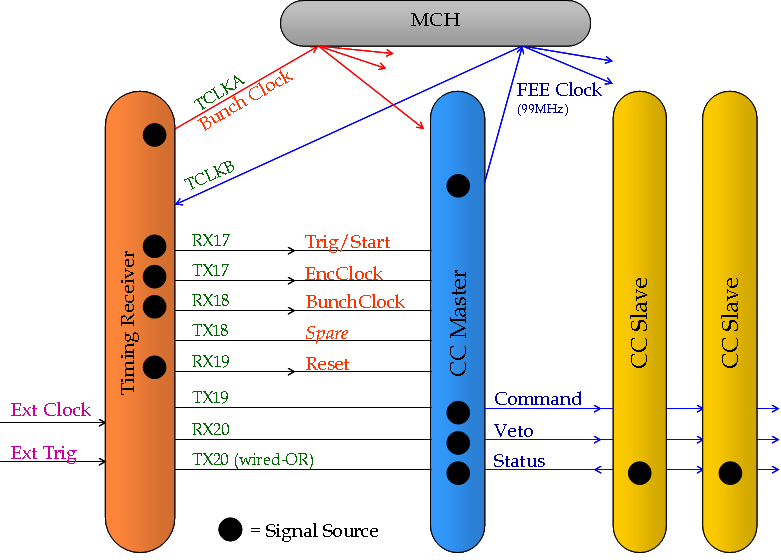 MCH
TCLKA
Bunch Clock
FEE Clock
(99MHz)
TCLKB
Timing Receiver
CC Master
CC Slave
CC Slave
RX17 Trig/Start
TX17 EncClock
RX18 BunchClock
TX18 Spare
RX19 Reset
TX19 Command
Ext Clock
RX20 Veto
Ext Trig
TX20 (wired-OR) Status
= Signal Source